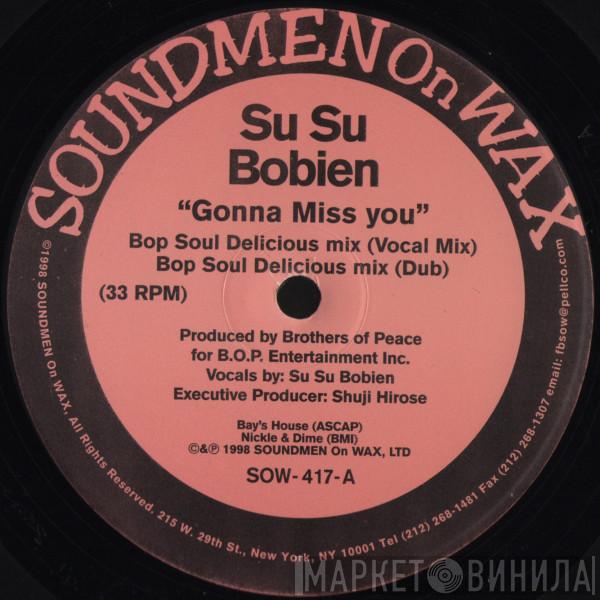 SOUNDMEN On WAX
Su Su
Bobien
“Gonna Miss you”
Bop Soul Delicious mix (Vocal Mix)
Bop Soul Delicious mix (Dub)
(33 RPM)
Produced by Brothers of Peace
for B.O.P. Entertainment Inc.
Vocals by: Su Su Bobien
Executive Producer: Shuji Hirose
Bay's House (ASCAP)
Nickle & Dime (BMI)
©&℗ 1998 SOUNDMEN On WAX, LTD
SOW-417-A
©1998 SOUNDMEN On WAX, All Rights Reserved. 215 W. 29th St., New York, NY 10001 Tel (212) 268-1481 Fax (212) 268-1307 email: fbsow@pellco.com
МАРКЕТ ВИНИЛА